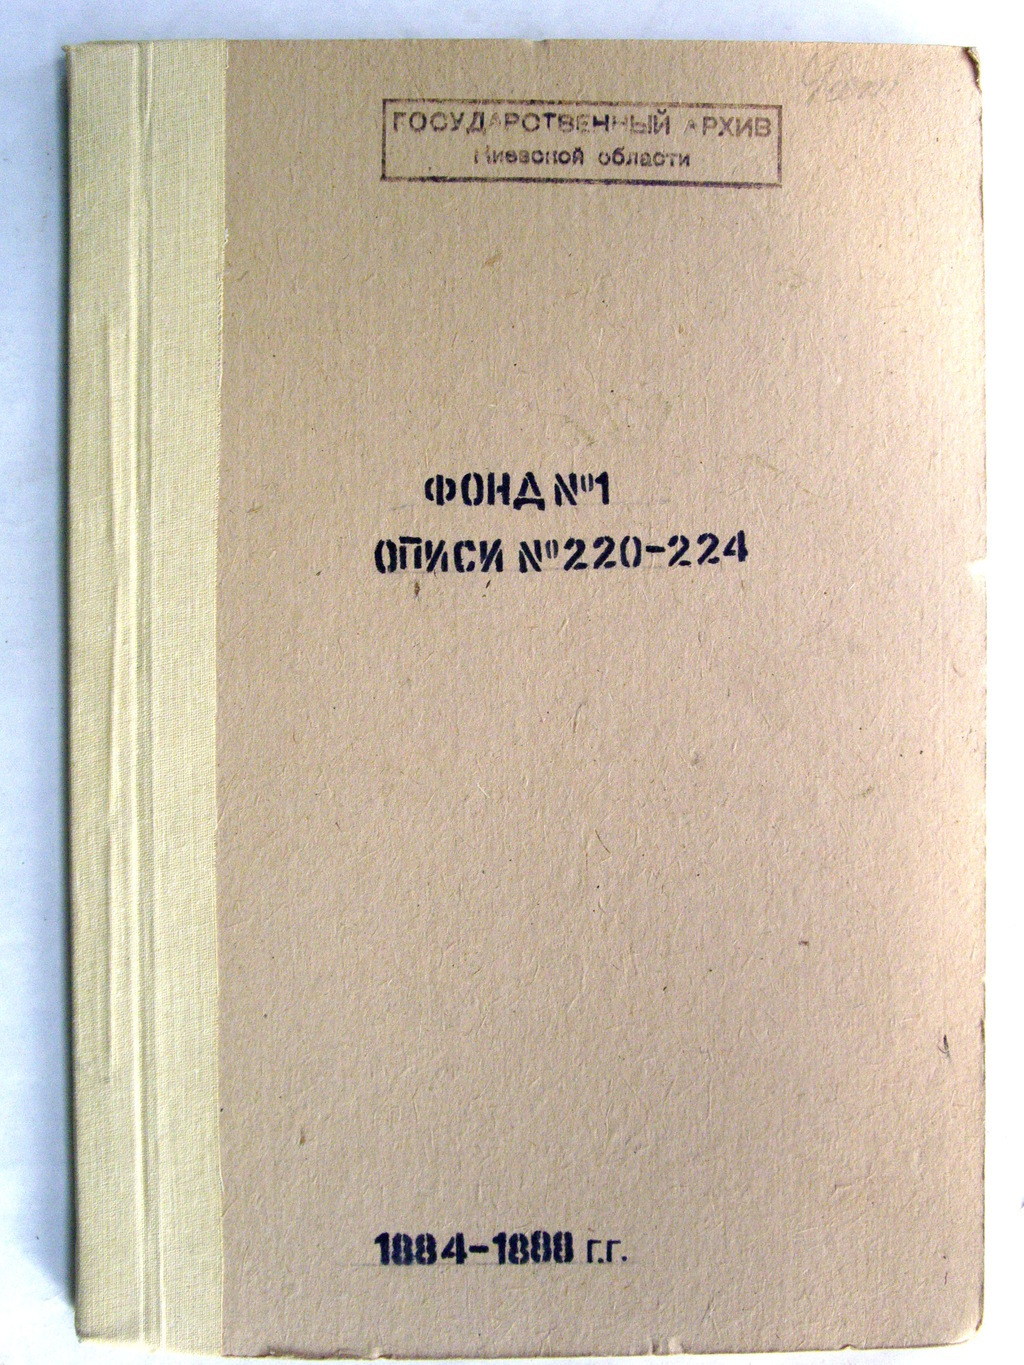 ГОСУДАРСТВЕННЫЙ АРХИВ
Киевской области
ФОНД №1
ОПИСИ №220-224
1884-1888 г.г.